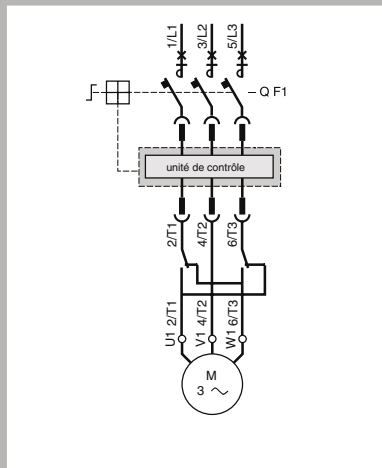 1/L1 3/L2 5/L3
Q F1
unité de contrôle
2/T1 4/T2 6/T3
2/T1 4/T2 6/T3
U1 V1 W1
M
3